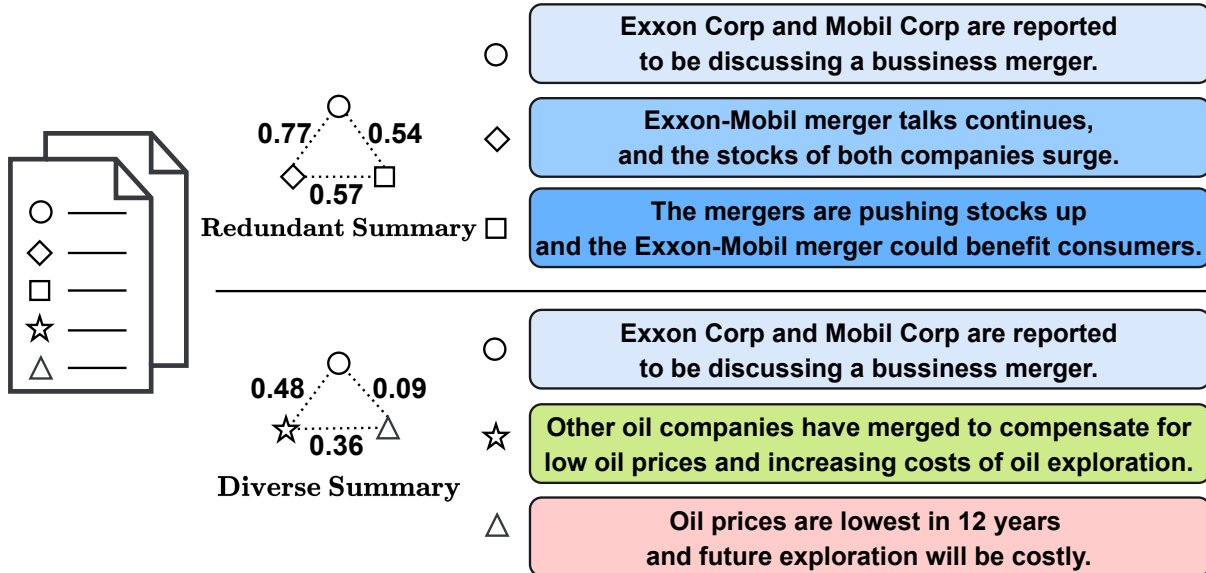 Exxon Corp and Mobil Corp are reported
to be discussing a bussiness merger.
0.77
0.54
0.57
Exxon-Mobil merger talks continues,
and the stocks of both companies surge.
Redundant Summary
The mergers are pushing stocks up
and the Exxon-Mobil merger could benefit consumers.
Exxon Corp and Mobil Corp are reported
to be discussing a bussiness merger.
0.48
0.09
0.36
Other oil companies have merged to compensate for
low oil prices and increasing costs of oil exploration.
Diverse Summary
Oil prices are lowest in 12 years
and future exploration will be costly.